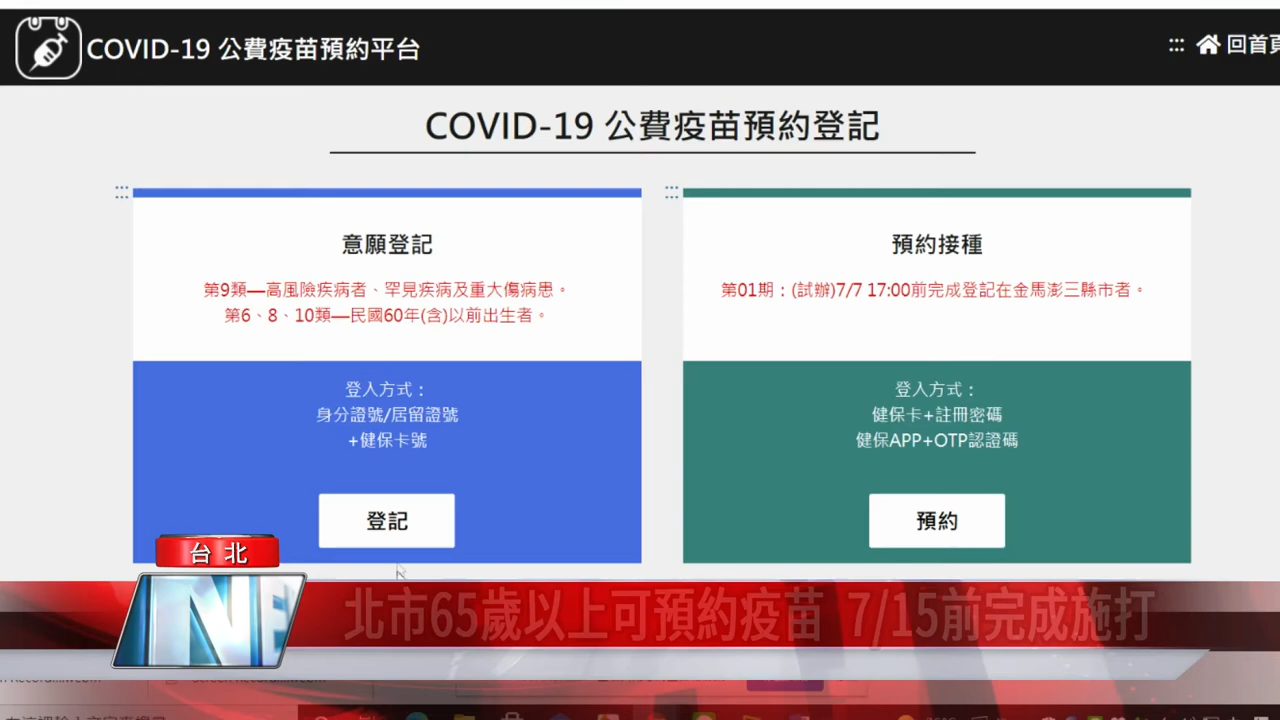 COVID-19 公費疫苗預約平台
回首頁
COVID-19 公費疫苗預約登記
意願登記
第9類—高風險疾病者、罕見疾病及重大傷病患。
第6、8、10類—民國60年(含)以前出生者。
登入方式：
身分證號/居留證號
+健保卡號
登記
預約接種
第01期：(試辦)7/7 17:00前完成登記在金馬澎三縣市者。
登入方式：
健保卡+註冊密碼
健保APP+OTP認證碼
預約
台北
NE
北市65歲以上可預約疫苗 7/15前完成施打